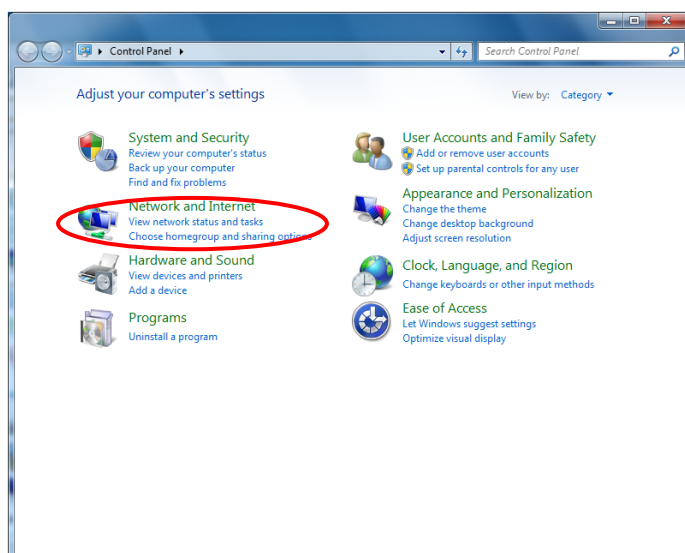 Control Panel
Search Control Panel
Adjust your computer's settings
View by: Category
System and Security
Review your computer's status
Back up your computer
Find and fix problems
Network and Internet
View network status and tasks
Choose homegroup and sharing options
Hardware and Sound
View devices and printers
Add a device
Programs
Uninstall a program
User Accounts and Family Safety
Add or remove user accounts
Set up parental controls for any user
Appearance and Personalization
Change the theme
Change desktop background
Adjust screen resolution
Clock, Language, and Region
Change keyboards or other input methods
Ease of Access
Let Windows suggest settings
Optimize visual display